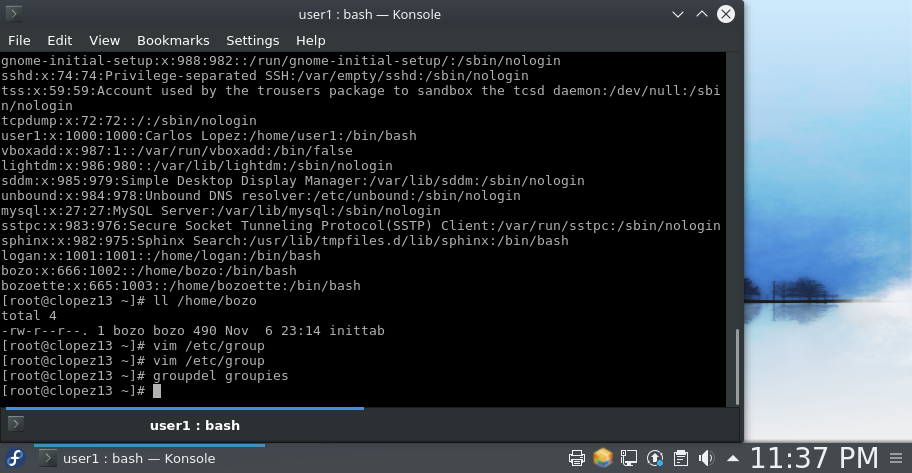 user1 : bash — Konsole
File Edit View Bookmarks Settings Help
gnome-initial-setup:x:988:982::/run/gnome-initial-setup/:/sbin/nologin
sshd:x:74:74:Privilege-separated SSH:/var/empty/sshd:/sbin/nologin
tss:x:59:59:Account used by the trousers package to sandbox the tcsd daemon:/dev/null:/sbi
n/nologin
tcpdump:x:72:72::/:/sbin/nologin
user1:x:1000:1000:Carlos Lopez:/home/user1:/bin/bash
vboxadd:x:987:1::/var/run/vboxadd:/bin/false
lightdm:x:986:980::/var/lib/lightdm:/sbin/nologin
sddm:x:985:979:Simple Desktop Display Manager:/var/lib/sddm:/sbin/nologin
unbound:x:984:978:Unbound DNS resolver:/etc/unbound:/sbin/nologin
mysql:x:27:27:MySQL Server:/var/lib/mysql:/sbin/nologin
sstpc:x:983:976:Secure Socket Tunneling Protocol(SSTP) Client:/var/run/sstpc:/sbin/nologin
sphinx:x:982:975:Sphinx Search:/usr/lib/tmpfiles.d/lib/sphinx:/bin/bash
logan:x:1001:1001::/home/logan:/bin/bash
bozo:x:666:1002::/home/bozo:/bin/bash
bozoette:x:665:1003::/home/bozoette:/bin/bash
[root@clopez13 ~]# ll /home/bozo
total 4
-rw-r--r--. 1 bozo bozo 490 Nov  6 23:14 inittab
[root@clopez13 ~]# vim /etc/group
[root@clopez13 ~]# vim /etc/group
[root@clopez13 ~]# groupdel groupies
[root@clopez13 ~]#
user1 : bash
user1 : bash — Konsole
11:37 PM